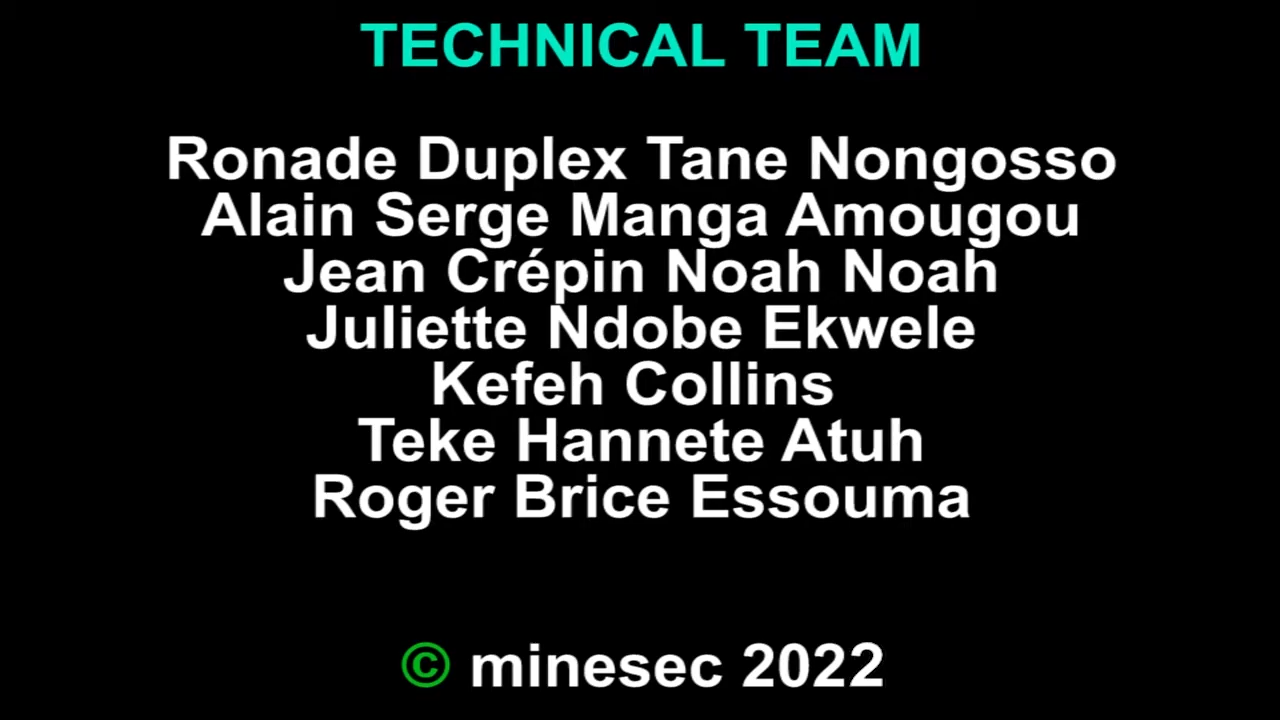 TECHNICAL TEAM
Ronade Duplex Tane Nongosso
Alain Serge Manga Amougou
Jean Crépin Noah Noah
Juliette Ndobe Ekwele
Kefeh Collins
Teke Hannete Atuh
Roger Brice Essouma
© minesec 2022